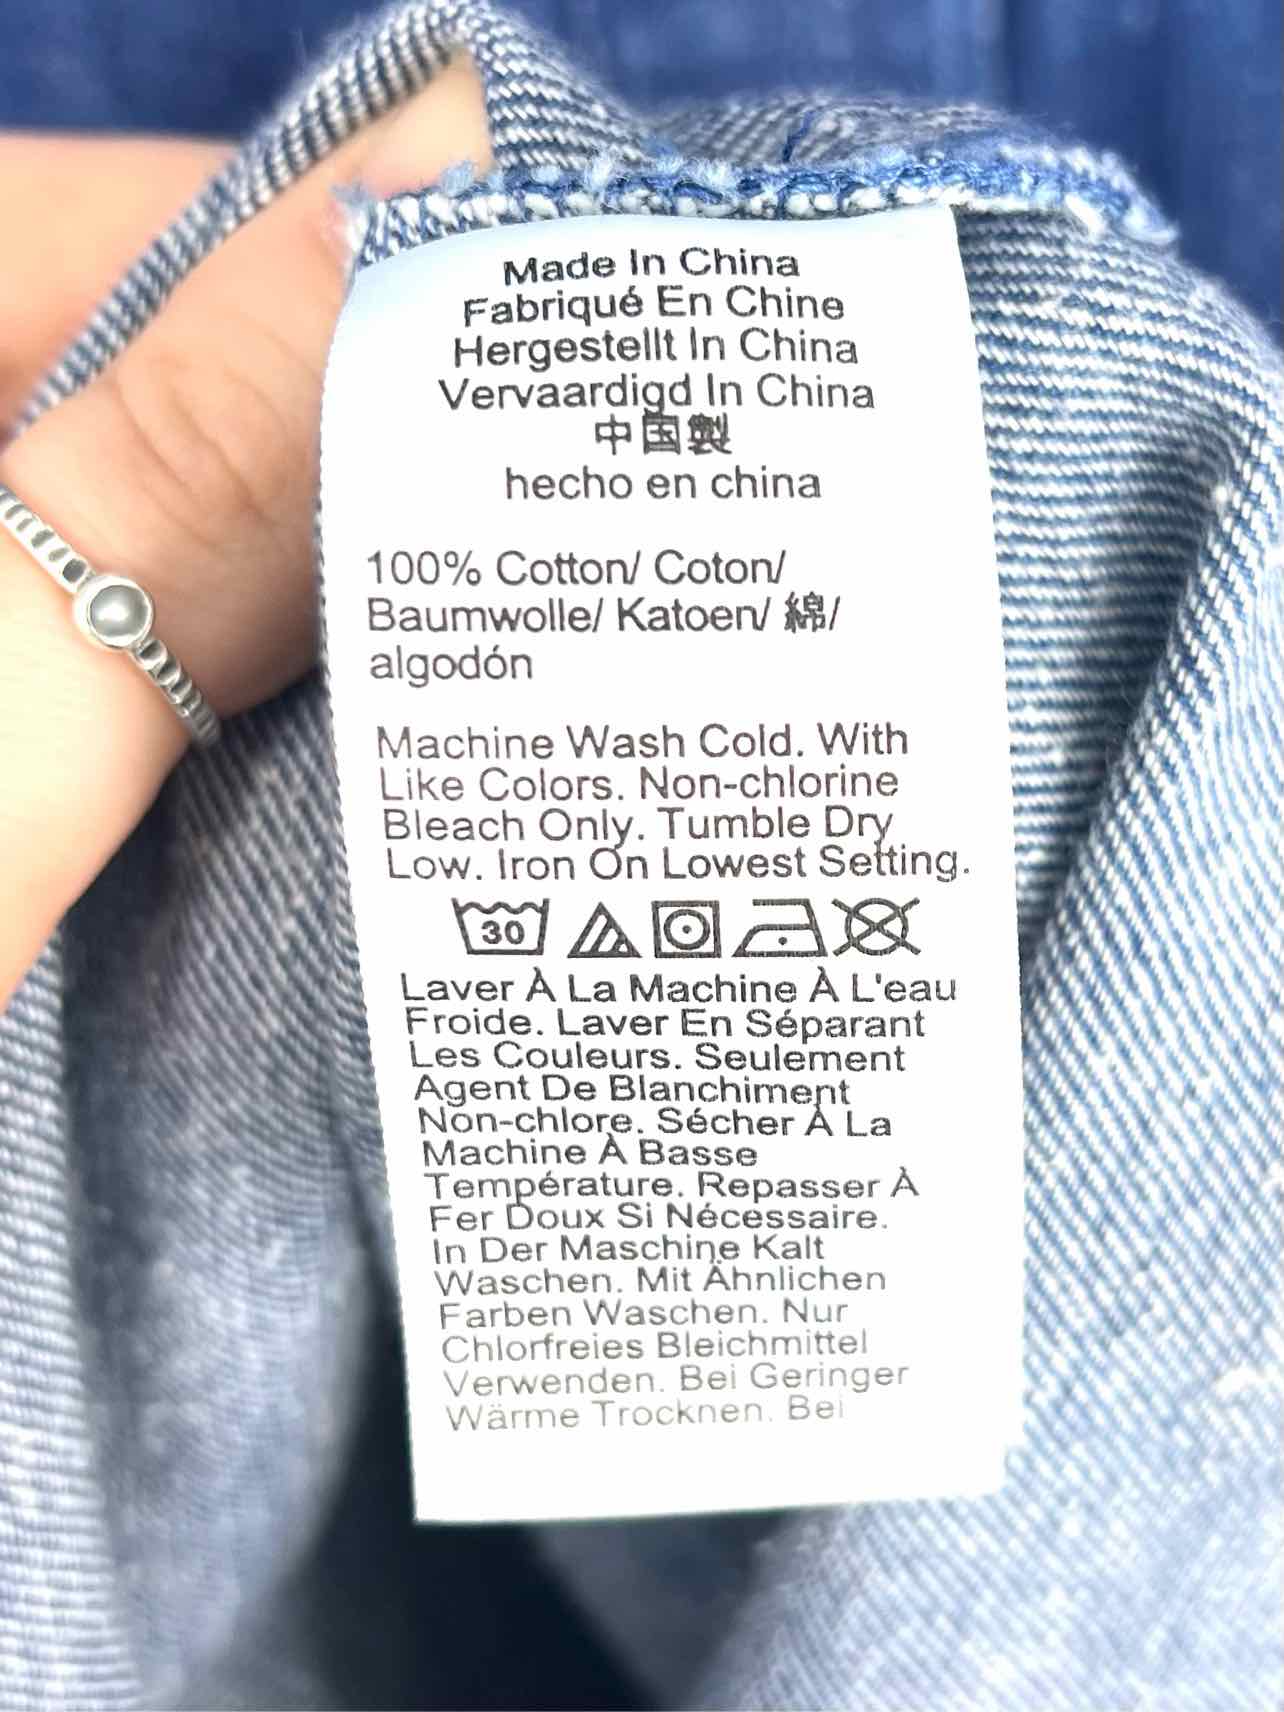 Made In China
Fabriqué En Chine
Hergestellt In China
Vervaardigd In China
中国製
hecho en china
100% Cotton/ Coton/
Baumwolle/ Katoen/ 綿/
algodón
Machine Wash Cold. With
Like Colors. Non-chlorine
Bleach Only. Tumble Dry
Low. Iron On Lowest Setting.
30
Laver À La Machine À L'eau
Froide. Laver En Séparant
Les Couleurs. Seulement
Agent De Blanchiment
Non-chlore. Sécher À La
Machine À Basse
Température. Repasser À
Fer Doux Si Nécessaire.
In Der Maschine Kalt
Waschen. Mit Ähnlichen
Farben Waschen. Nur
Chlorfreies Bleichmittel
Verwenden. Bei Geringer
Wärme Trocknen. Bei